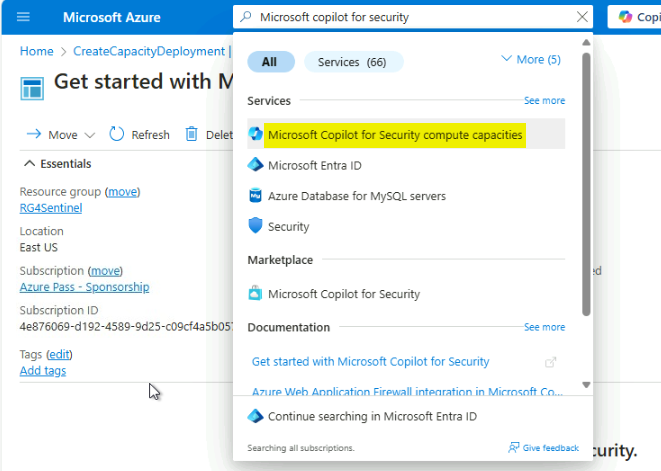 Microsoft Azure
Microsoft copilot for security
Copi
Home > CreateCapacityDeployment |
Get started with M
All
Services (66)
More (5)
Services
See more
Microsoft Copilot for Security compute capacities
Microsoft Entra ID
Azure Database for MySQL servers
Security
Marketplace
Microsoft Copilot for Security
Documentation
See more
Get started with Microsoft Copilot for Security
Azure Web Application Firewall integration in Microsoft Co...
Continue searching in Microsoft Entra ID
Searching all subscriptions.
Give feedback
Move
Refresh
Delet
Essentials
Resource group (move)
RG4Sentinel
Location
East US
Subscription (move)
Azure Pass - Sponsorship
Subscription ID
4e876069-d192-4589-9d25-c09cf4a5b057
Tags (edit)
Add tags
ed
curity.